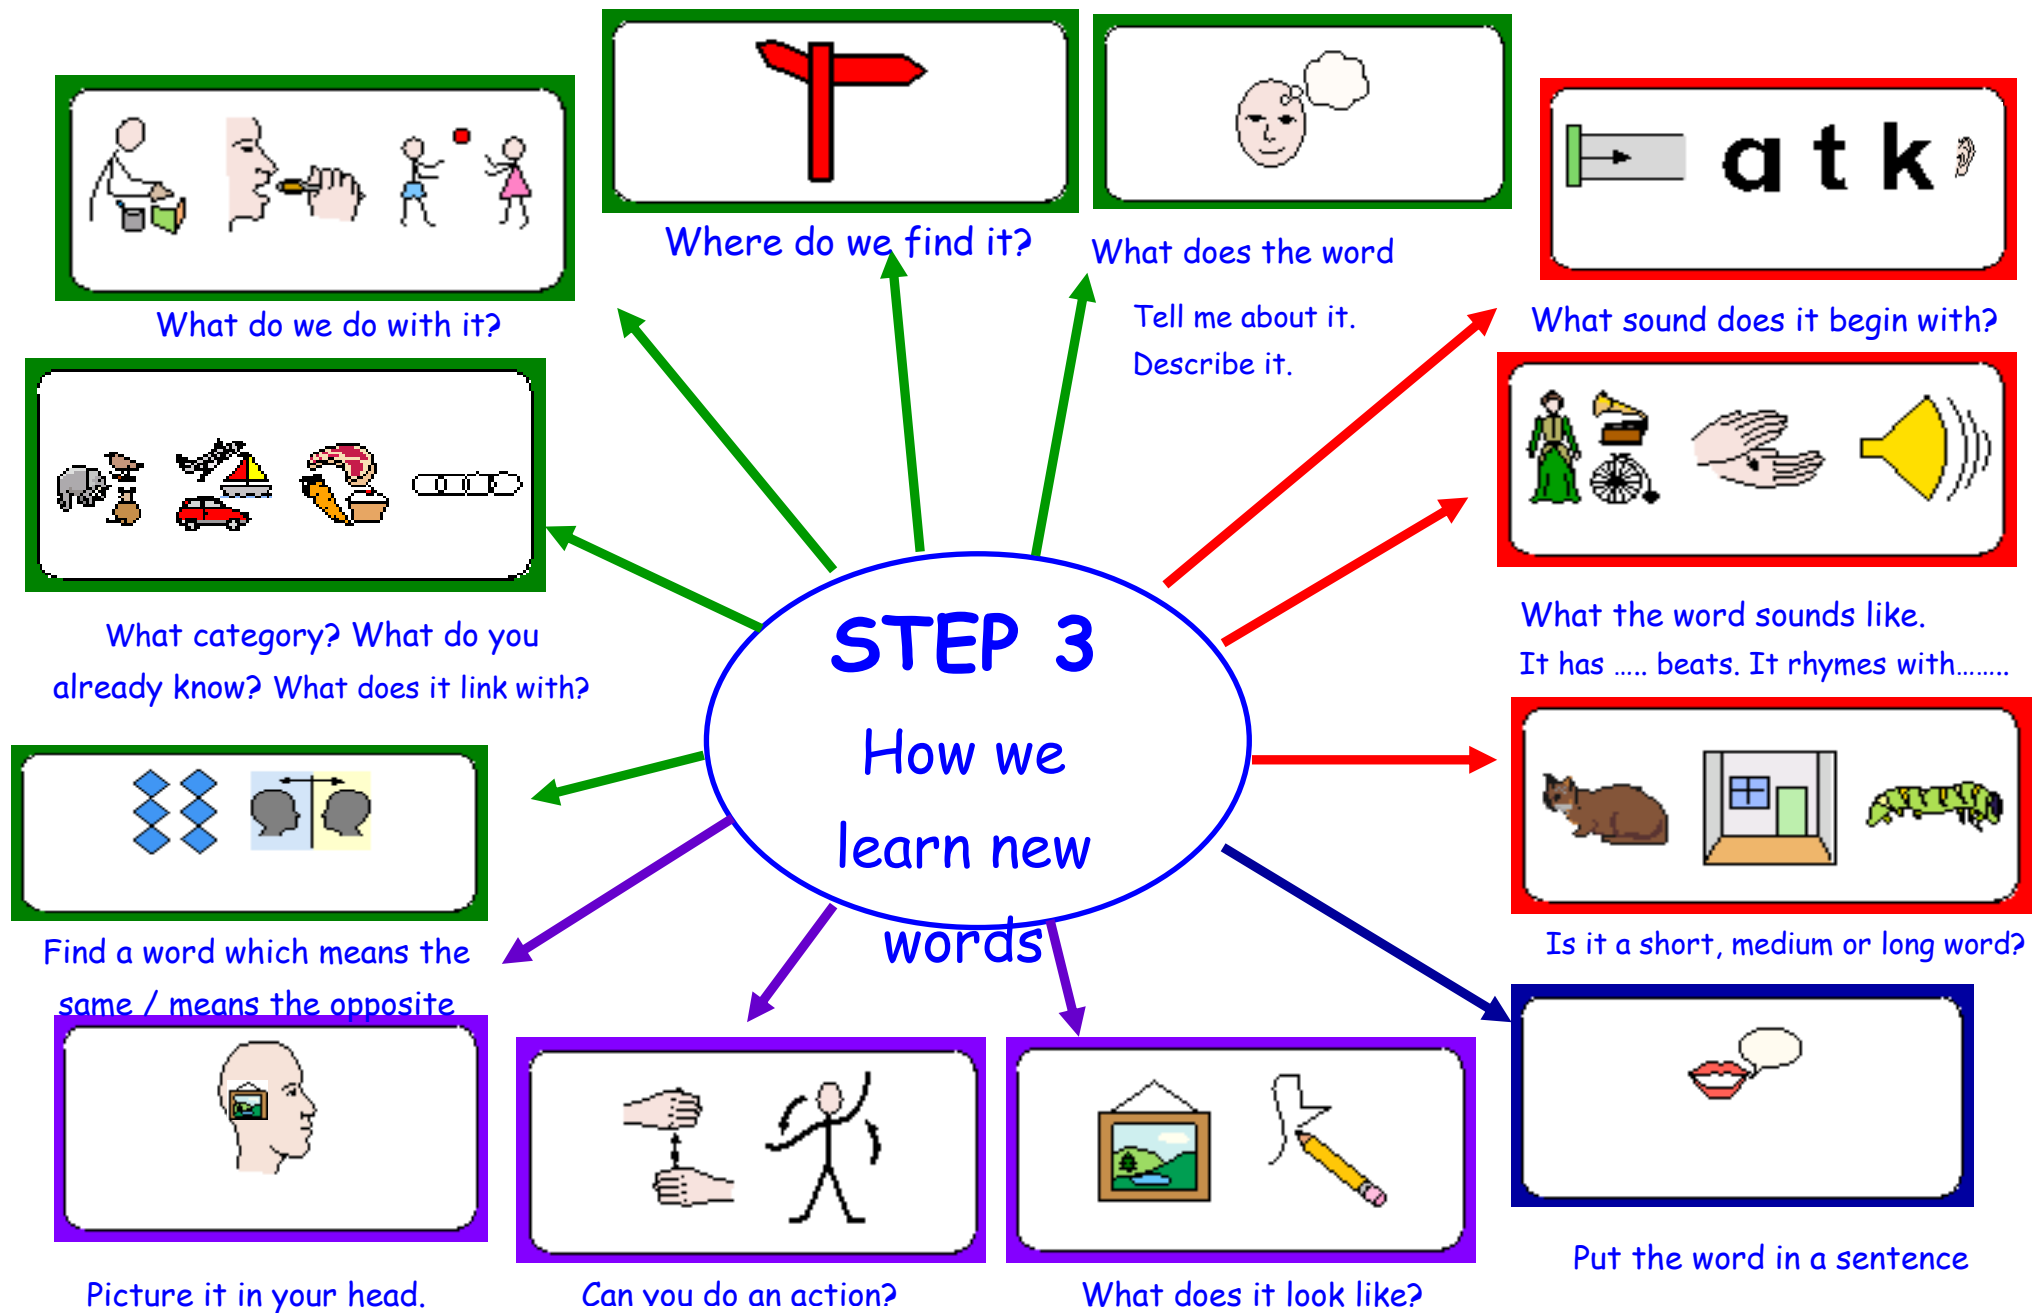 Where do we find it?
What does the word
Tell me about it.
Describe it.
What do we do with it?
a t k
What sound does it begin with?
What category? What do you
already know? What does it link with?
STEP 3
How we
learn new
words
What the word sounds like.
It has ..... beats. It rhymes with........
Find a word which means the
same / means the opposite
Is it a short, medium or long word?
Picture it in your head.
Can you do an action?
What does it look like?
Put the word in a sentence